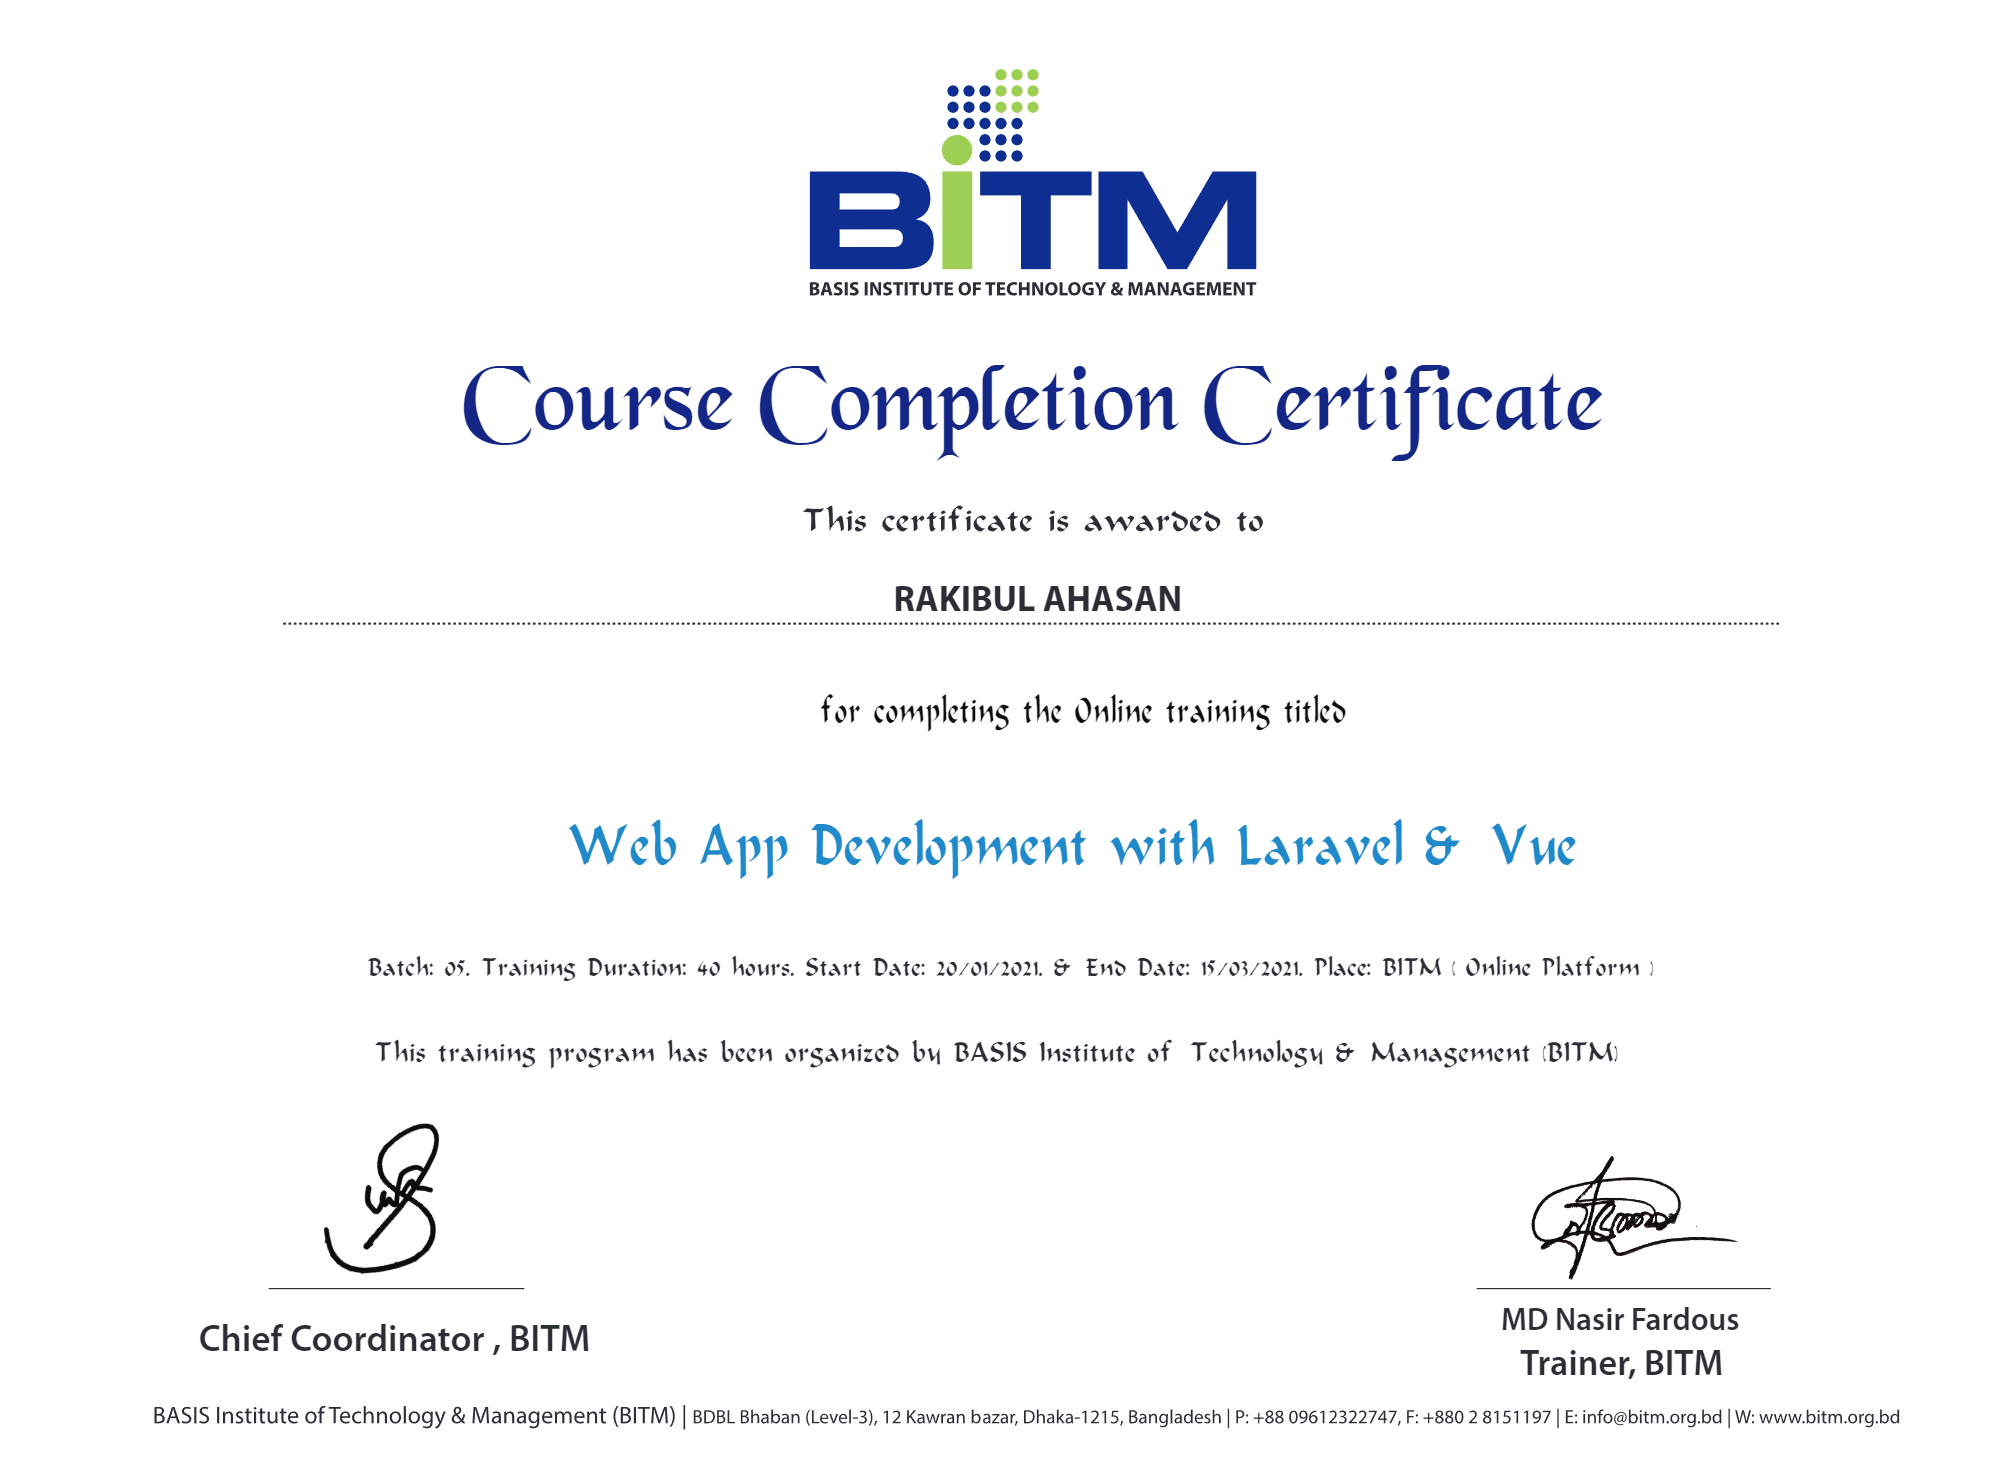 BiTM
BASIS INSTITUTE OF TECHNOLOGY & MANAGEMENT
Course Completion Certificate
This certificate is awarded to
RAKIBUL AHASAN
for completing the Online training titled
Web App Development with Laravel & Vue
Batch: 05. Training Duration: 40 hours. Start Date: 20/01/2021. & End Date: 15/03/2021. Place: BITM ( Online Platform )
This training program has been organized by BASIS Institute of Technology & Management (BITM)
Chief Coordinator , BITM
MD Nasir Fardous
Trainer, BITM
BASIS Institute of Technology & Management (BITM) | BDBL Bhaban (Level-3), 12 Kawran bazar, Dhaka-1215, Bangladesh | P: +88 09612322747, F: +880 2 8151197 | E: info@bitm.org.bd | W: www.bitm.org.bd